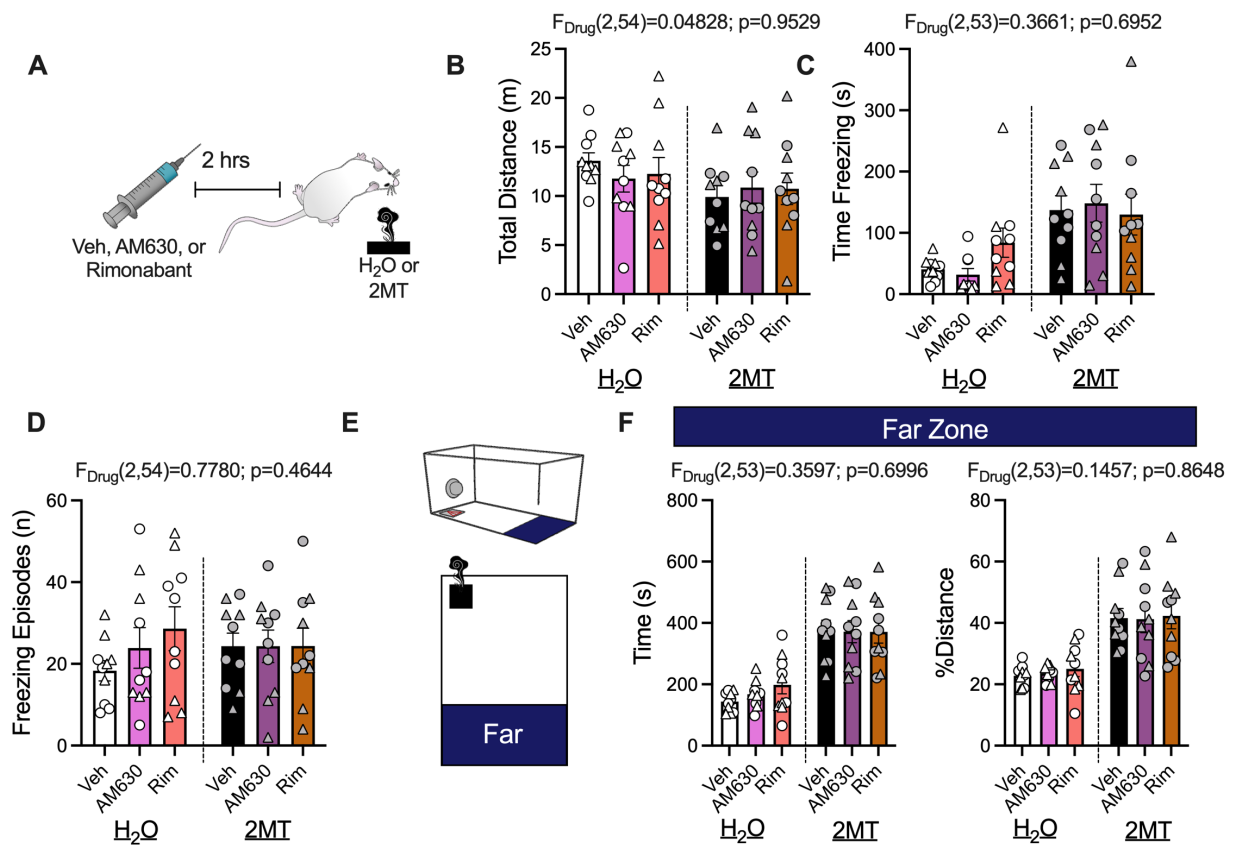 A
2 hrs
Veh, AM630, or
Rimonabant
H2O or
2MT
B
FDrug(2,54)=0.04828; p=0.9529
Total Distance (m)
25
20
15
10
5
0
Veh
AM630
Rim
Veh
AM630
Rim
H2O
2MT
C
FDrug(2,53)=0.3661; p=0.6952
Time Freezing (s)
400
300
200
100
0
Veh
AM630
Rim
Veh
AM630
Rim
H2O
2MT
D
FDrug(2,54)=0.7780; p=0.4644
Freezing Episodes (n)
60
40
20
0
Veh
AM630
Rim
Veh
AM630
Rim
H2O
2MT
E
Far
F
Far Zone
FDrug(2,53)=0.3597; p=0.6996
Time (s)
800
600
400
200
0
Veh
AM630
Rim
Veh
AM630
Rim
H2O
2MT
FDrug(2,53)=0.1457; p=0.8648
%Distance
80
60
40
20
0
Veh
AM630
Rim
Veh
AM630
Rim
H2O
2MT